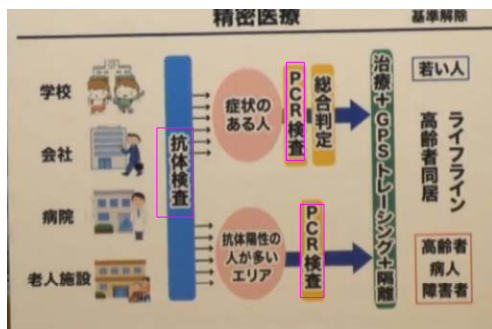 精密医療
基準解除
学校
会社
病院
老人施設
抗体検査
症状の
ある人
抗体陽性の
人が多い
エリア
PCR検査
総合判定
PCR検査
治療+GPSトレーシング+隔離
若い人
ライフライン
高齢者同居
高齢者
病人
障害者